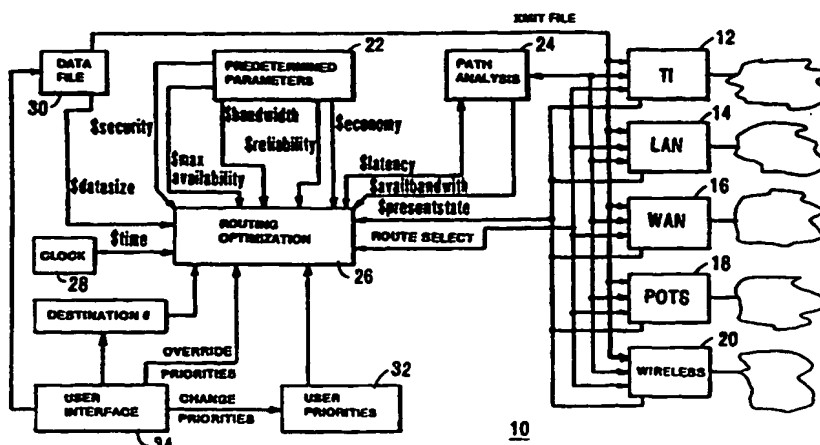 XMIT FILE
DATA FILE
30
PREDETERMINED PARAMETERS
22
PATH ANALYSIS
24
TI
12
LAN
14
WAN
16
POTS
18
WIRELESS
20
$security
$max availability
$bandwidth
$reliability
$economy
$latency
$availbandwith
$presentstate
ROUTE SELECT
$datasize
$time
CLOCK
28
ROUTING OPTIMIZATION
26
DESTINATION #
OVERRIDE PRIORITIES
CHANGE PRIORITIES
USER INTERFACE
34
USER PRIORITIES
32
10